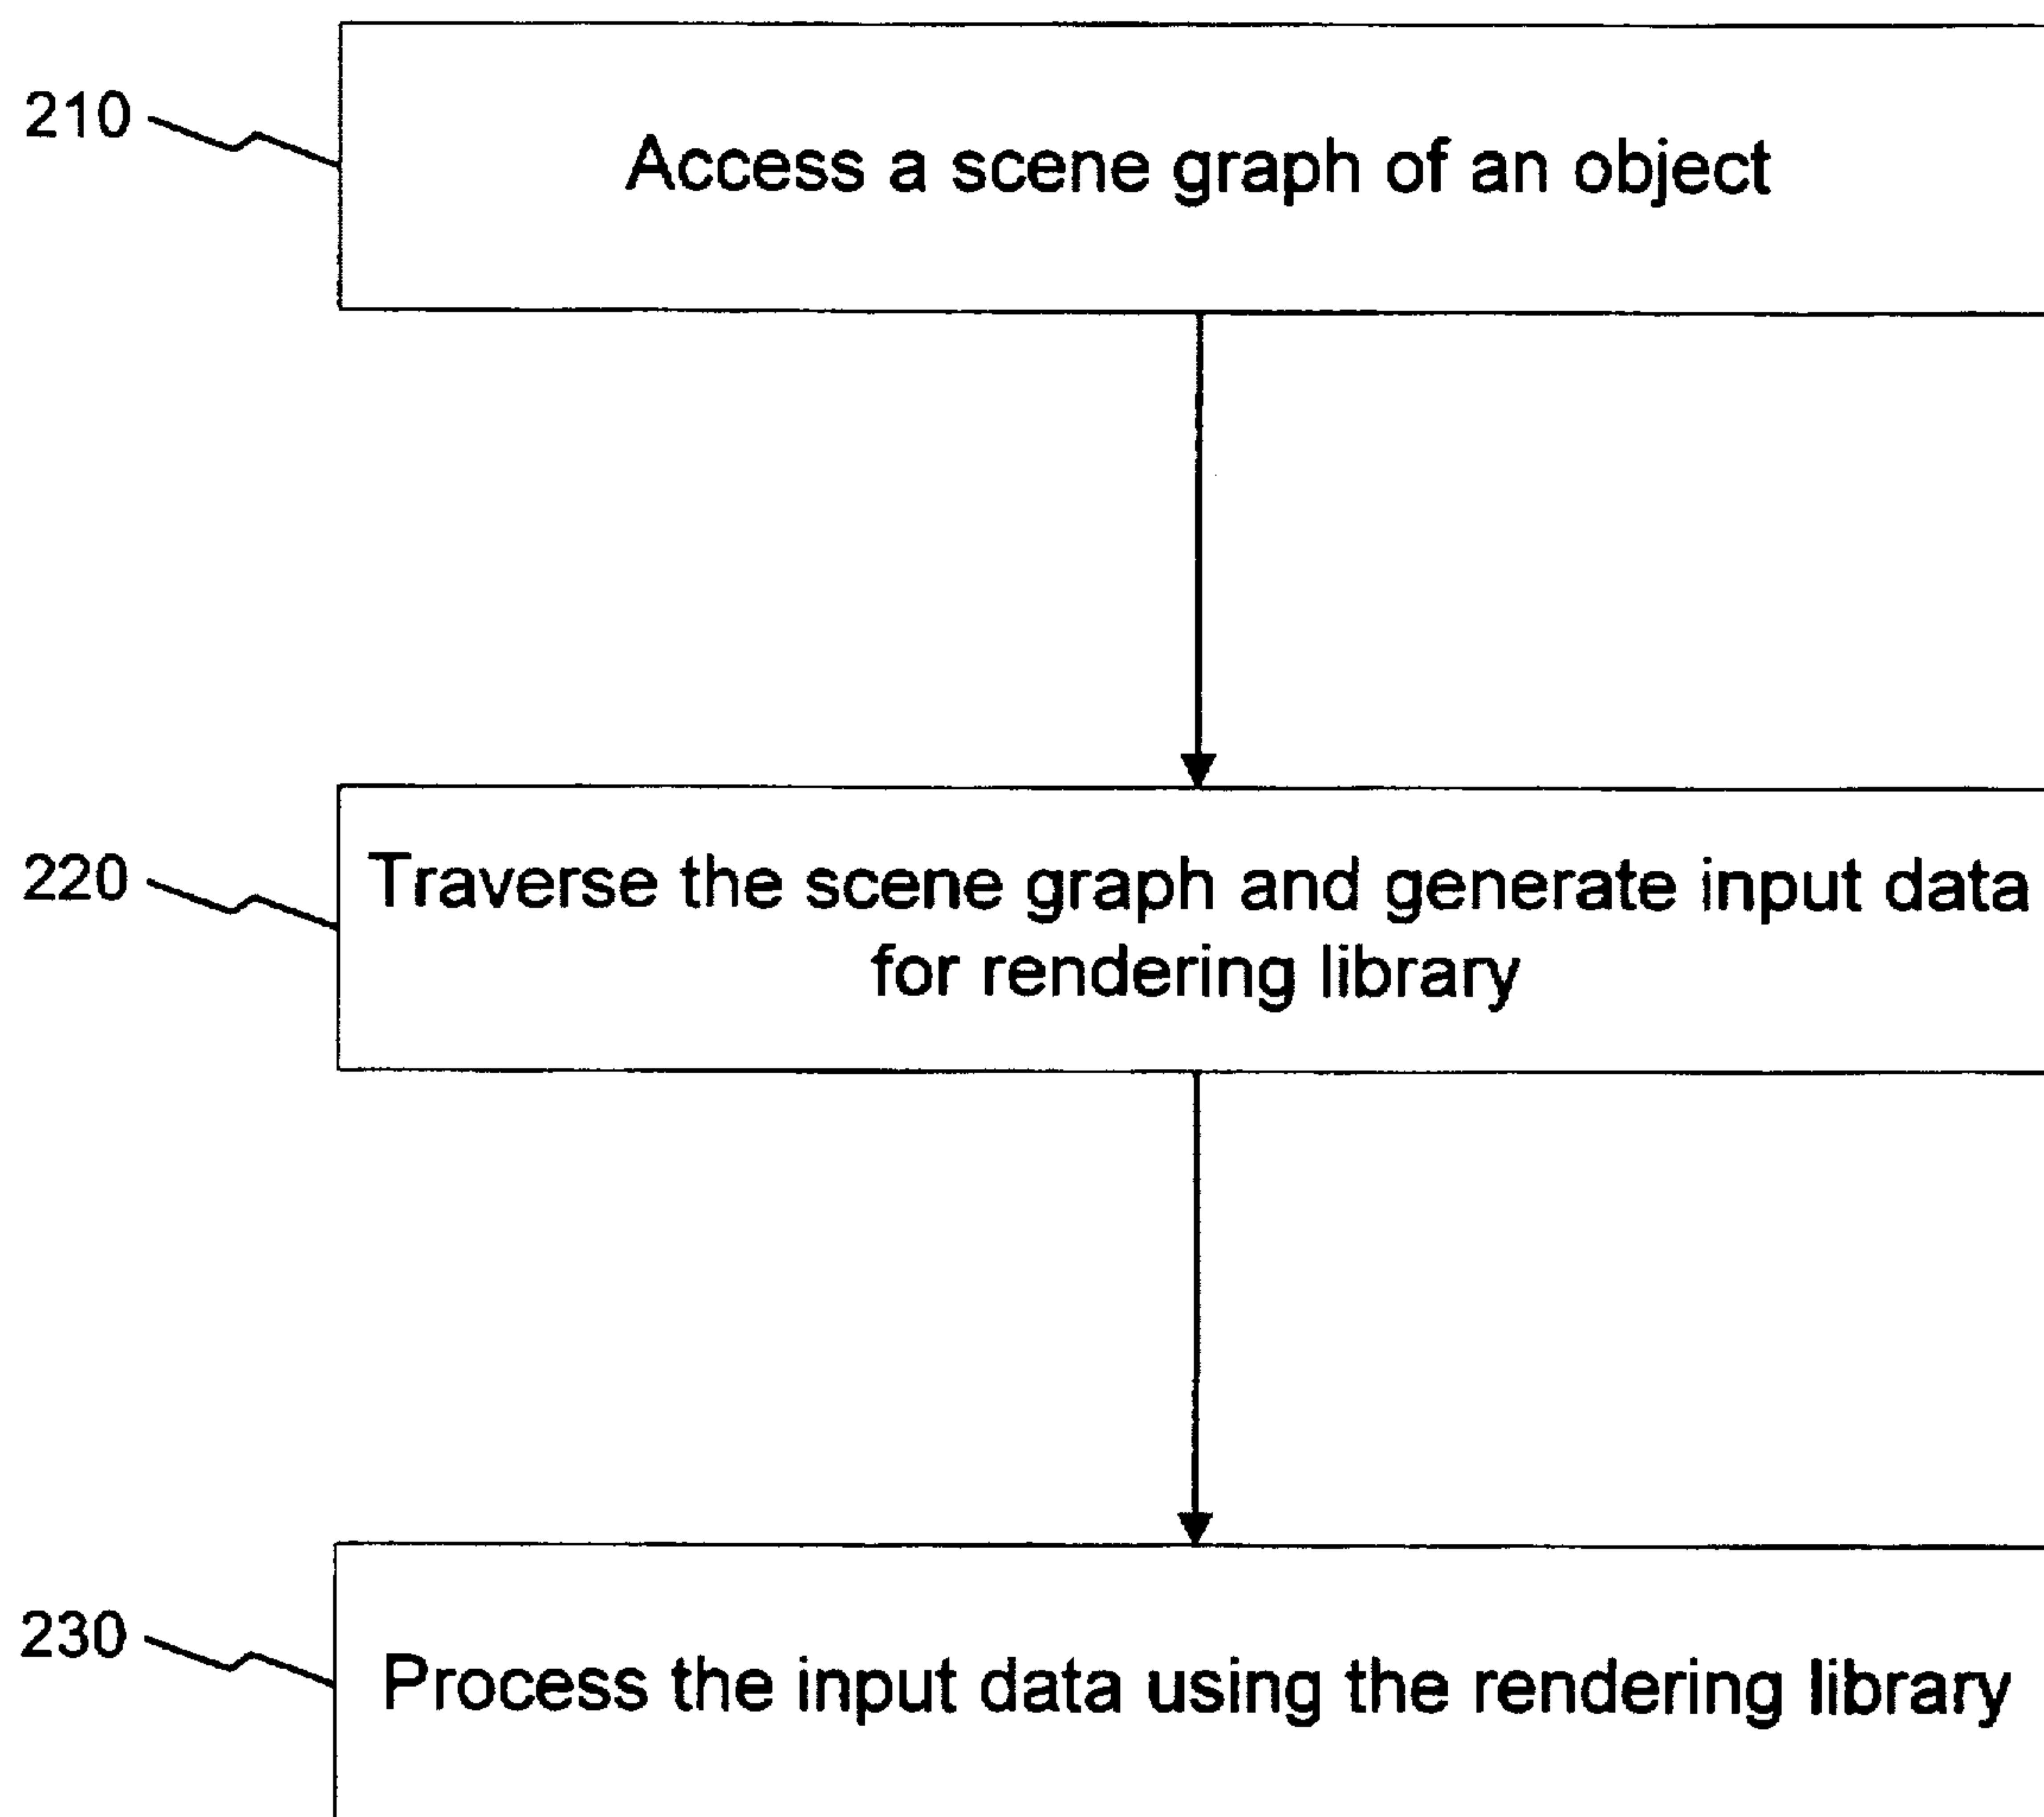 210
Access a scene graph of an object
220
Traverse the scene graph and generate input data
for rendering library
230
Process the input data using the rendering library